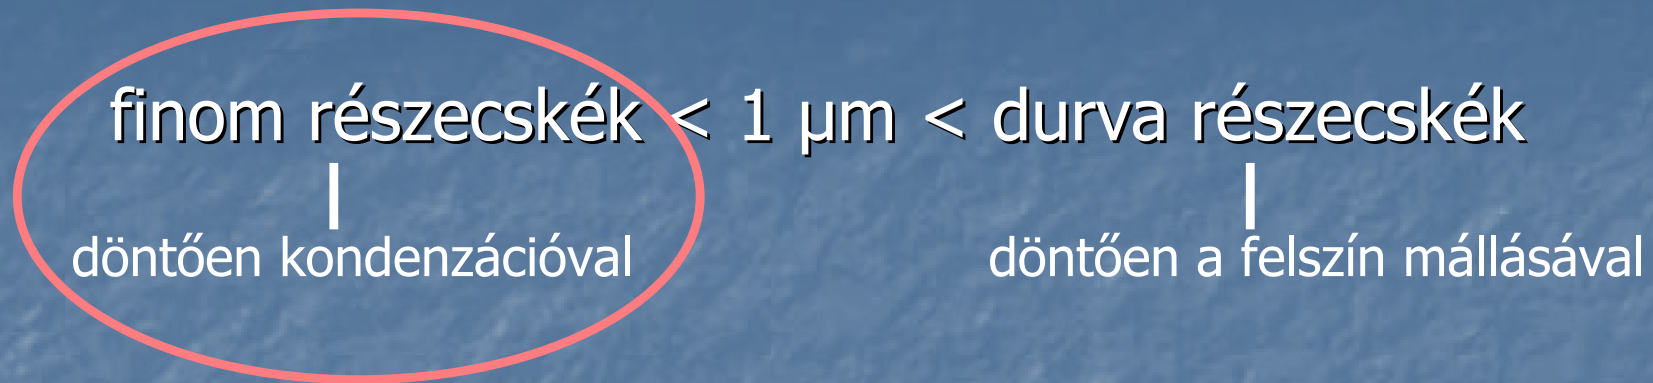 finom részecskék < 1 µm < durva részecskék
döntően kondenzációval döntően a felszín mállásával